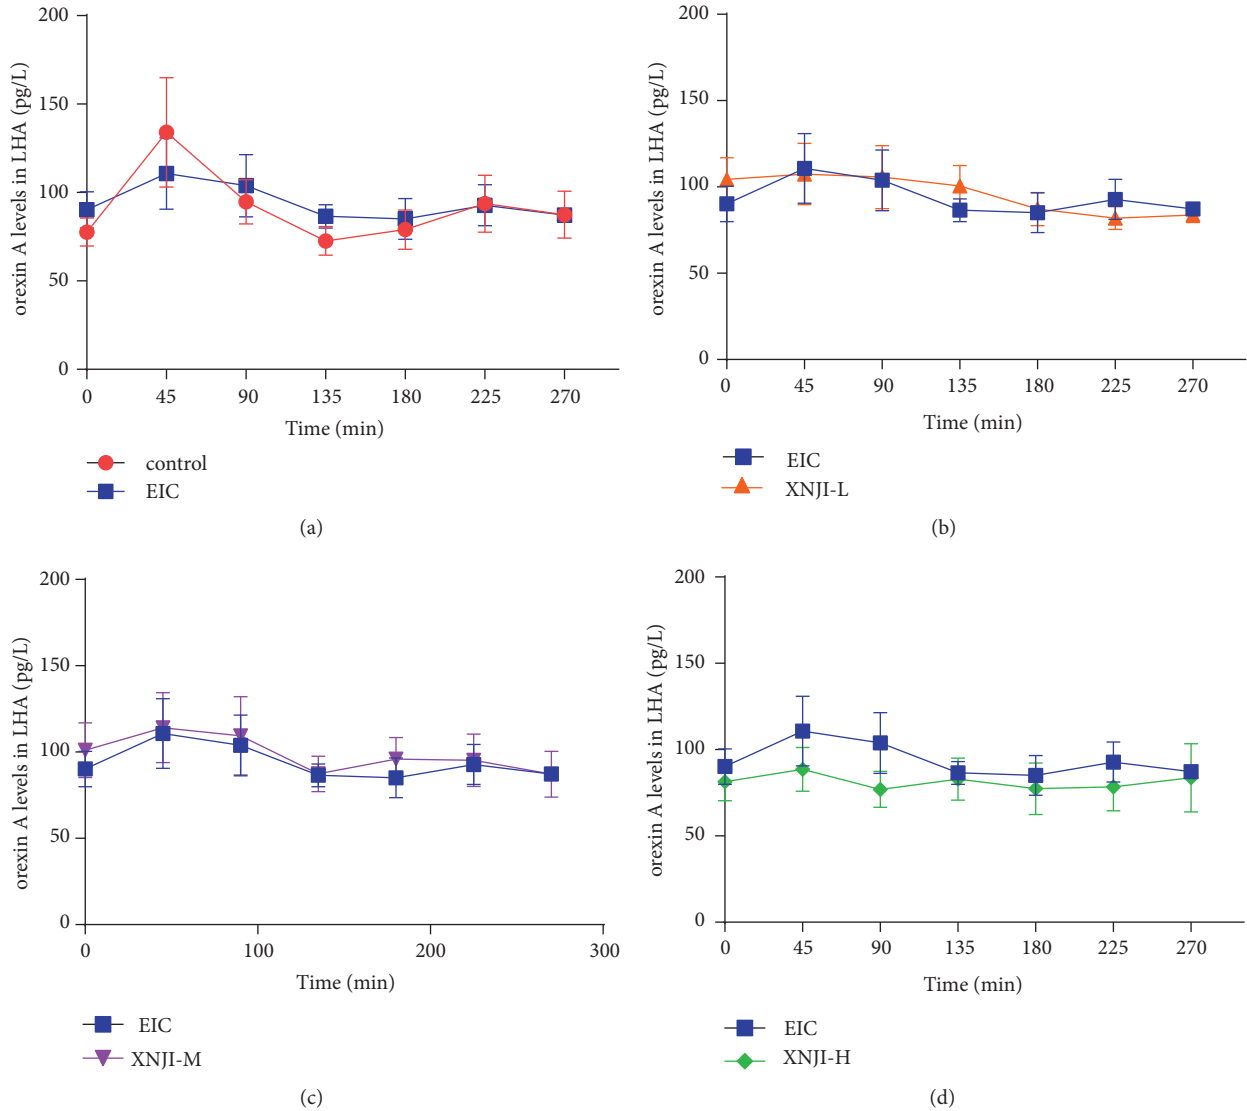 200
150
100
50
0
orexin A levels in LHA (pg/L)
0 45 90 135 180 225 270
Time (min)
control
EIC
(a)
200
150
100
50
0
orexin A levels in LHA (pg/L)
0 45 90 135 180 225 270
Time (min)
EIC
XNJI-L
(b)
200
150
100
50
0
orexin A levels in LHA (pg/L)
0 100 200 300
Time (min)
EIC
XNJI-M
(c)
200
150
100
50
0
orexin A levels in LHA (pg/L)
0 45 90 135 180 225 270
Time (min)
EIC
XNJI-H
(d)